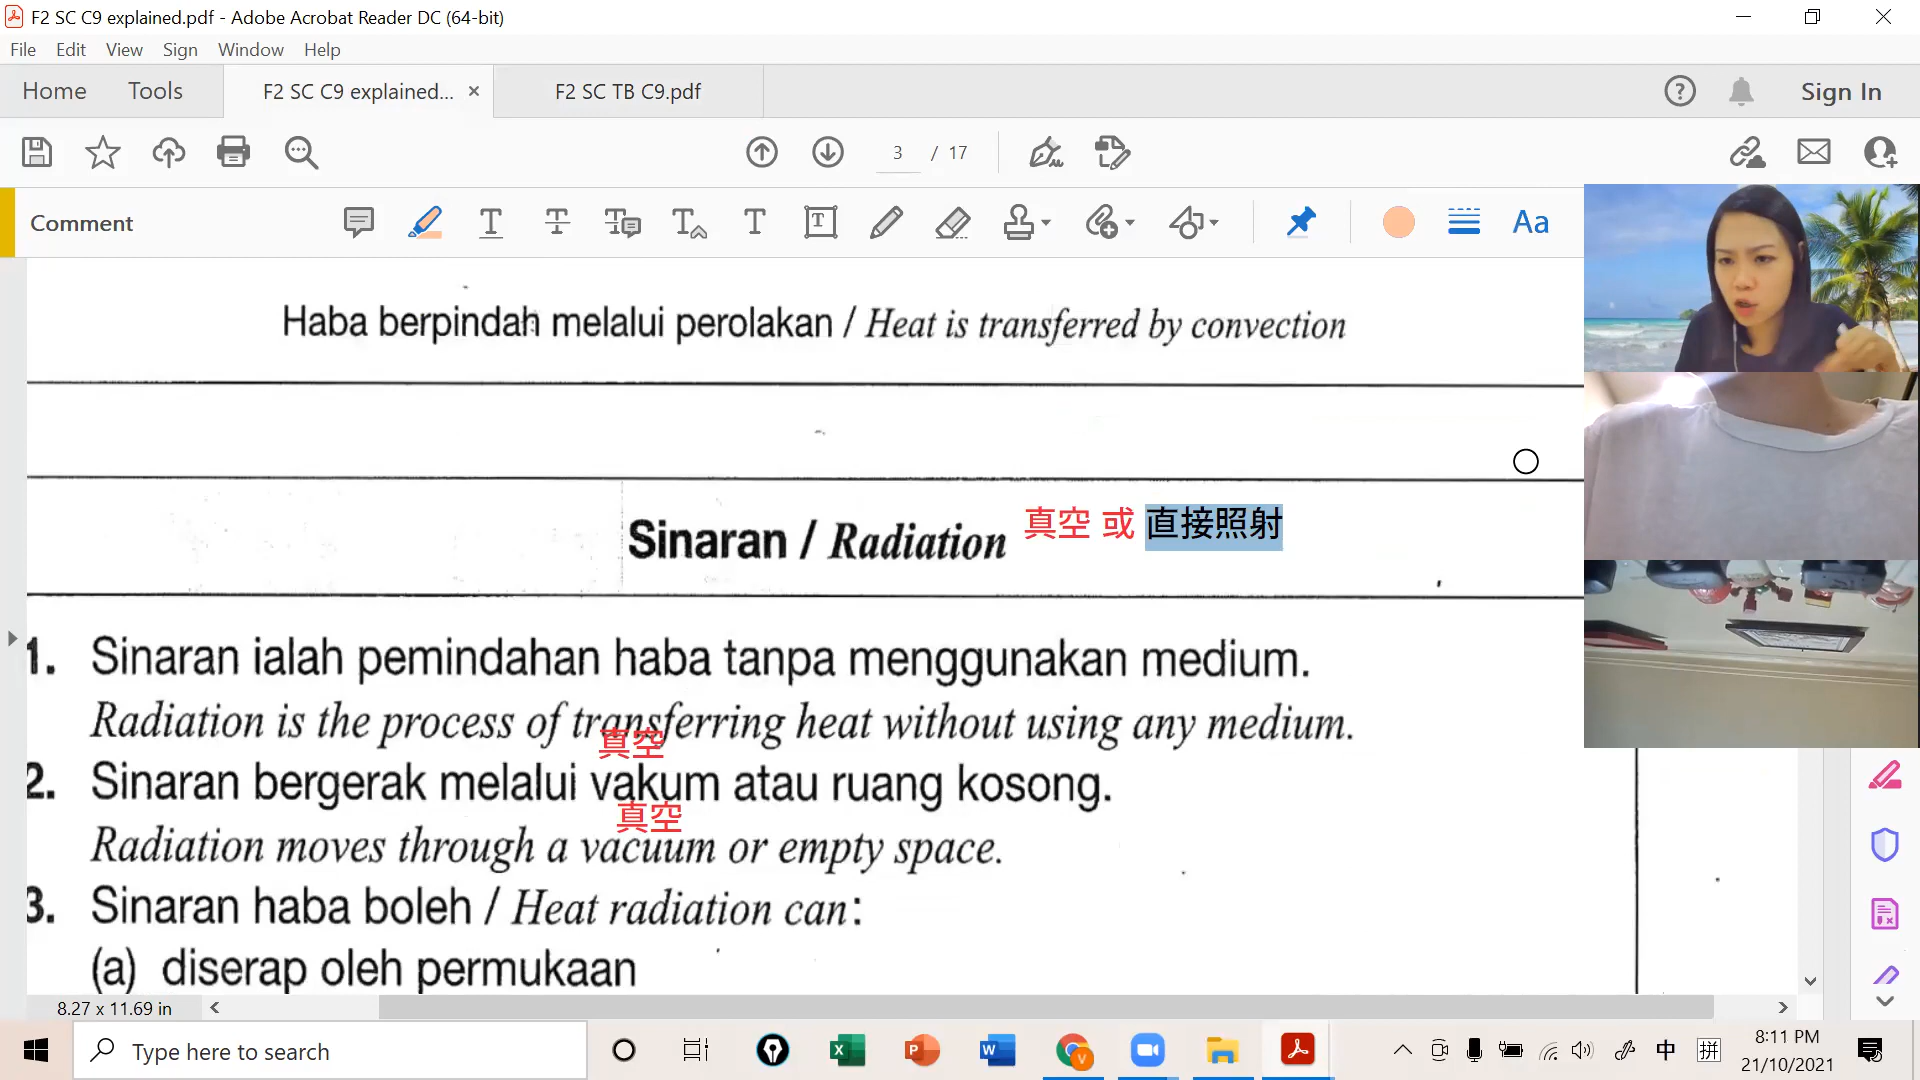 F2 SC C9 explained.pdf - Adobe Acrobat Reader DC (64-bit)
File Edit View Sign Window Help
Home Tools F2 SC C9 explained... × F2 SC TB C9.pdf Sign In
3 / 17
Comment Aa
Haba berpindah melalui perolakan / Heat is transferred by convection
Sinaran / Radiation 真空 或 直接照射
1. Sinaran ialah pemindahan haba tanpa menggunakan medium.
Radiation is the process of transferring heat without using any medium.
真空
2. Sinaran bergerak melalui vakum atau ruang kosong.
真空
Radiation moves through a vacuum or empty space.
3. Sinaran haba boleh / Heat radiation can:
(a) diserap oleh permukaan
8.27 x 11.69 in
Type here to search
中 拼 8:11 PM
21/10/2021